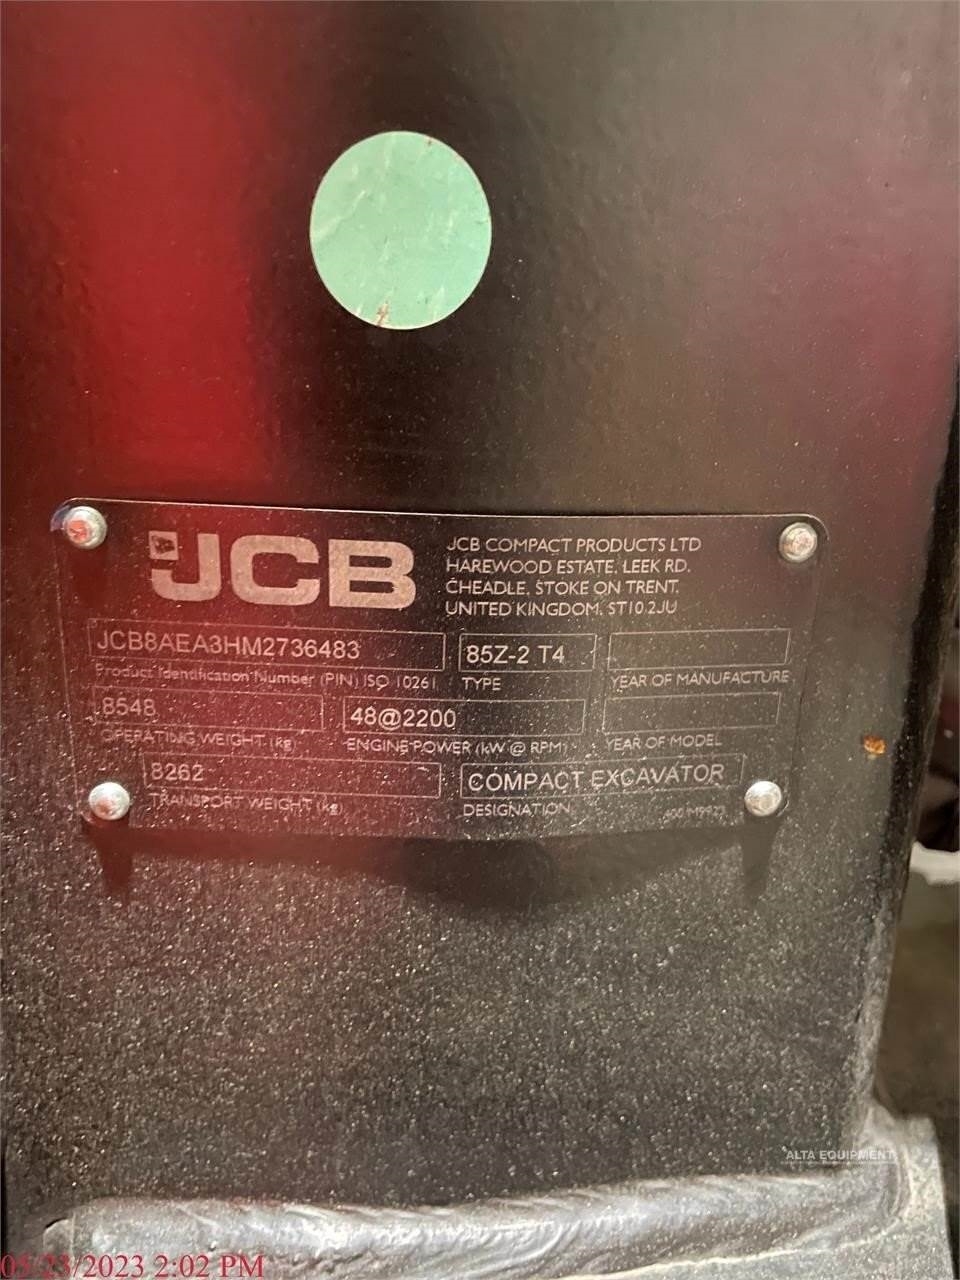 JCB
JCB COMPACT PRODUCTS LTD
HAREWOOD ESTATE, LEEK RD,
CHEADLE, STOKE ON TRENT,
UNITED KINGDOM, ST10 2JU
JCB8AEA3HM2736483
Product Identification Number (PIN) ISO 10261
85Z-2 T4
TYPE
YEAR OF MANUFACTURE
8548
OPERATING WEIGHT (kg)
48@2200
ENGINE POWER (kW @ RPM)
YEAR OF MODEL
8262
TRANSPORT WEIGHT (kg)
COMPACT EXCAVATOR
DESIGNATION
ALTA EQUIPMENT
05/23/2023 2:02 PM